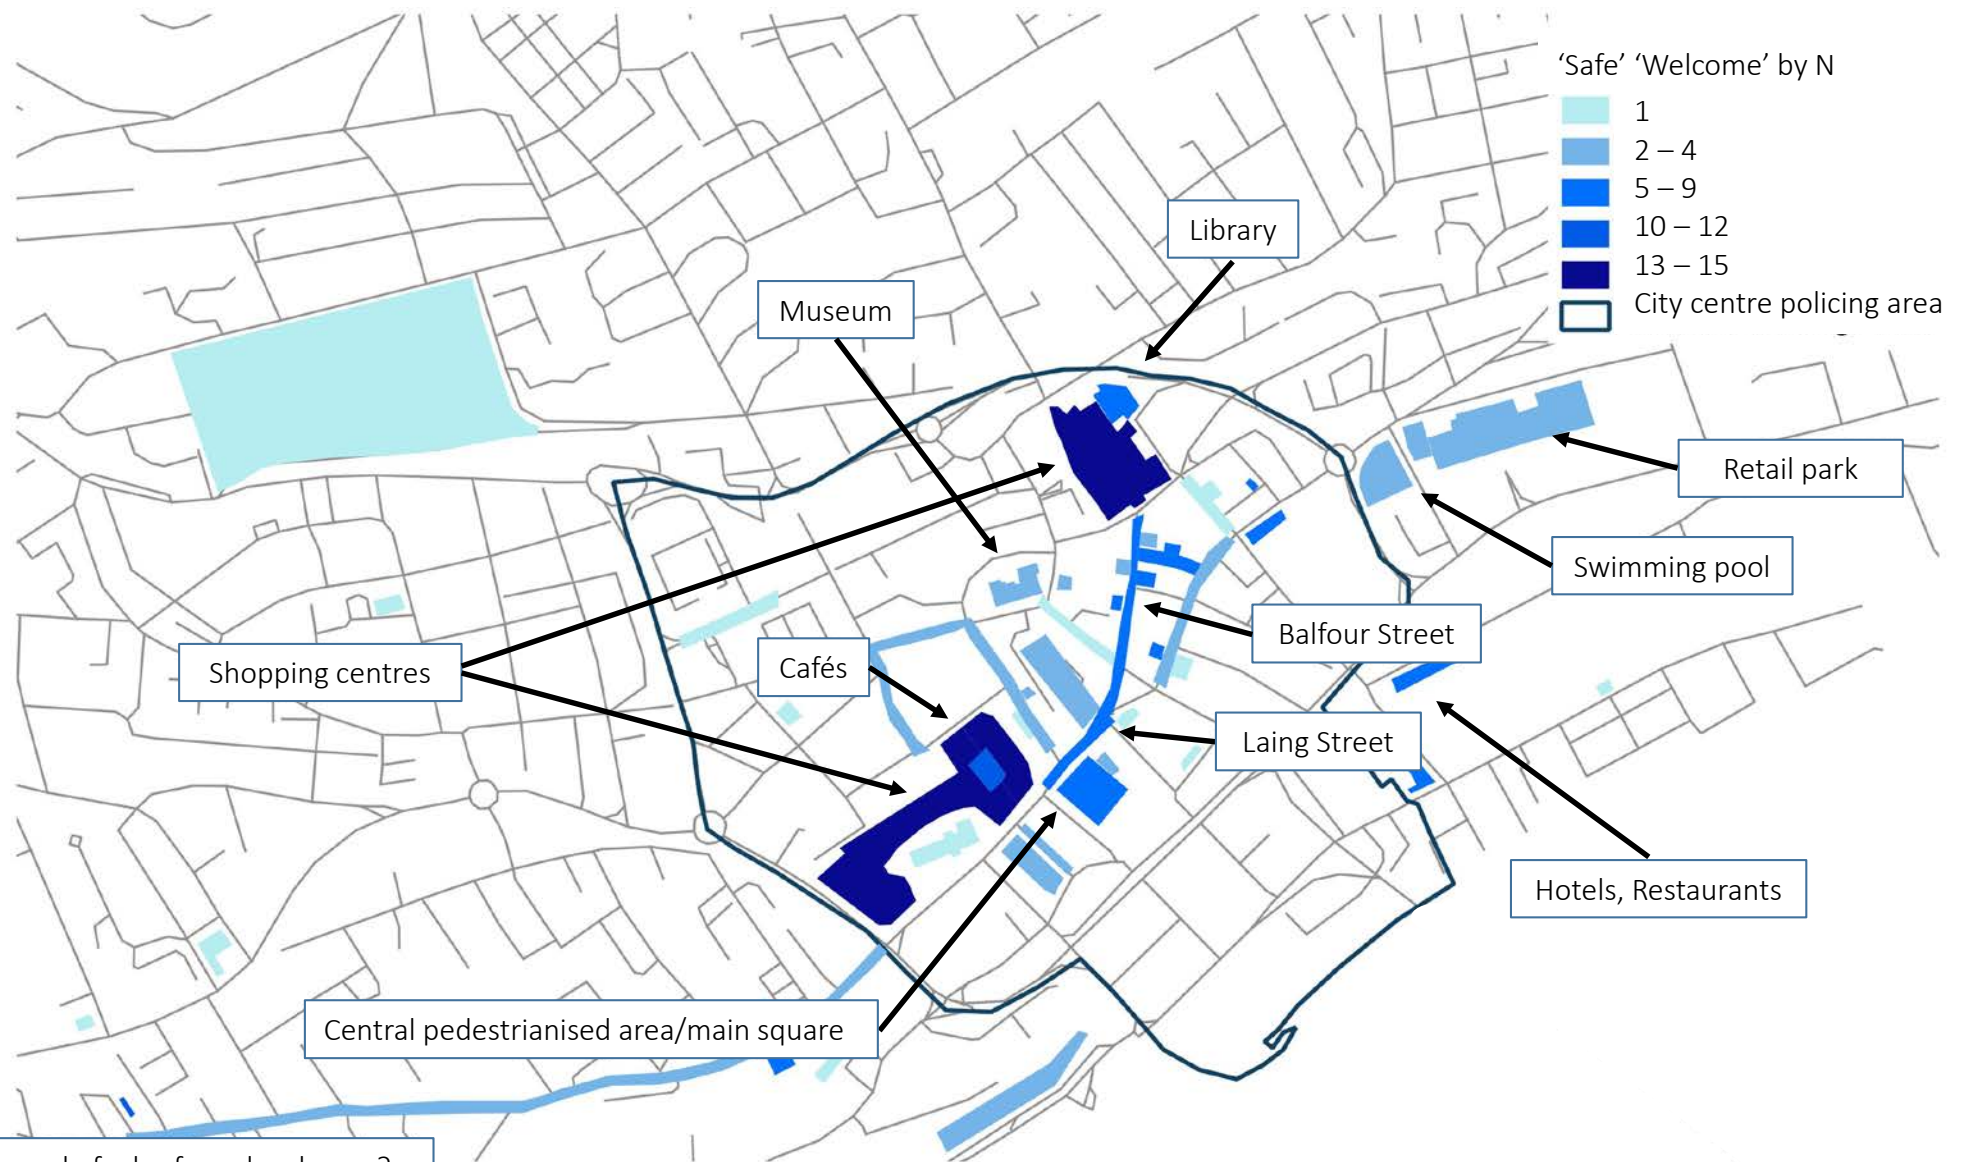 ‘Safe’ ‘Welcome’ by N
1
2 – 4
5 – 9
10 – 12
13 – 15
City centre policing area
Library
Museum
Retail park
Swimming pool
Balfour Street
Shopping centres
Cafés
Laing Street
Hotels, Restaurants
Central pedestrianised area/main square